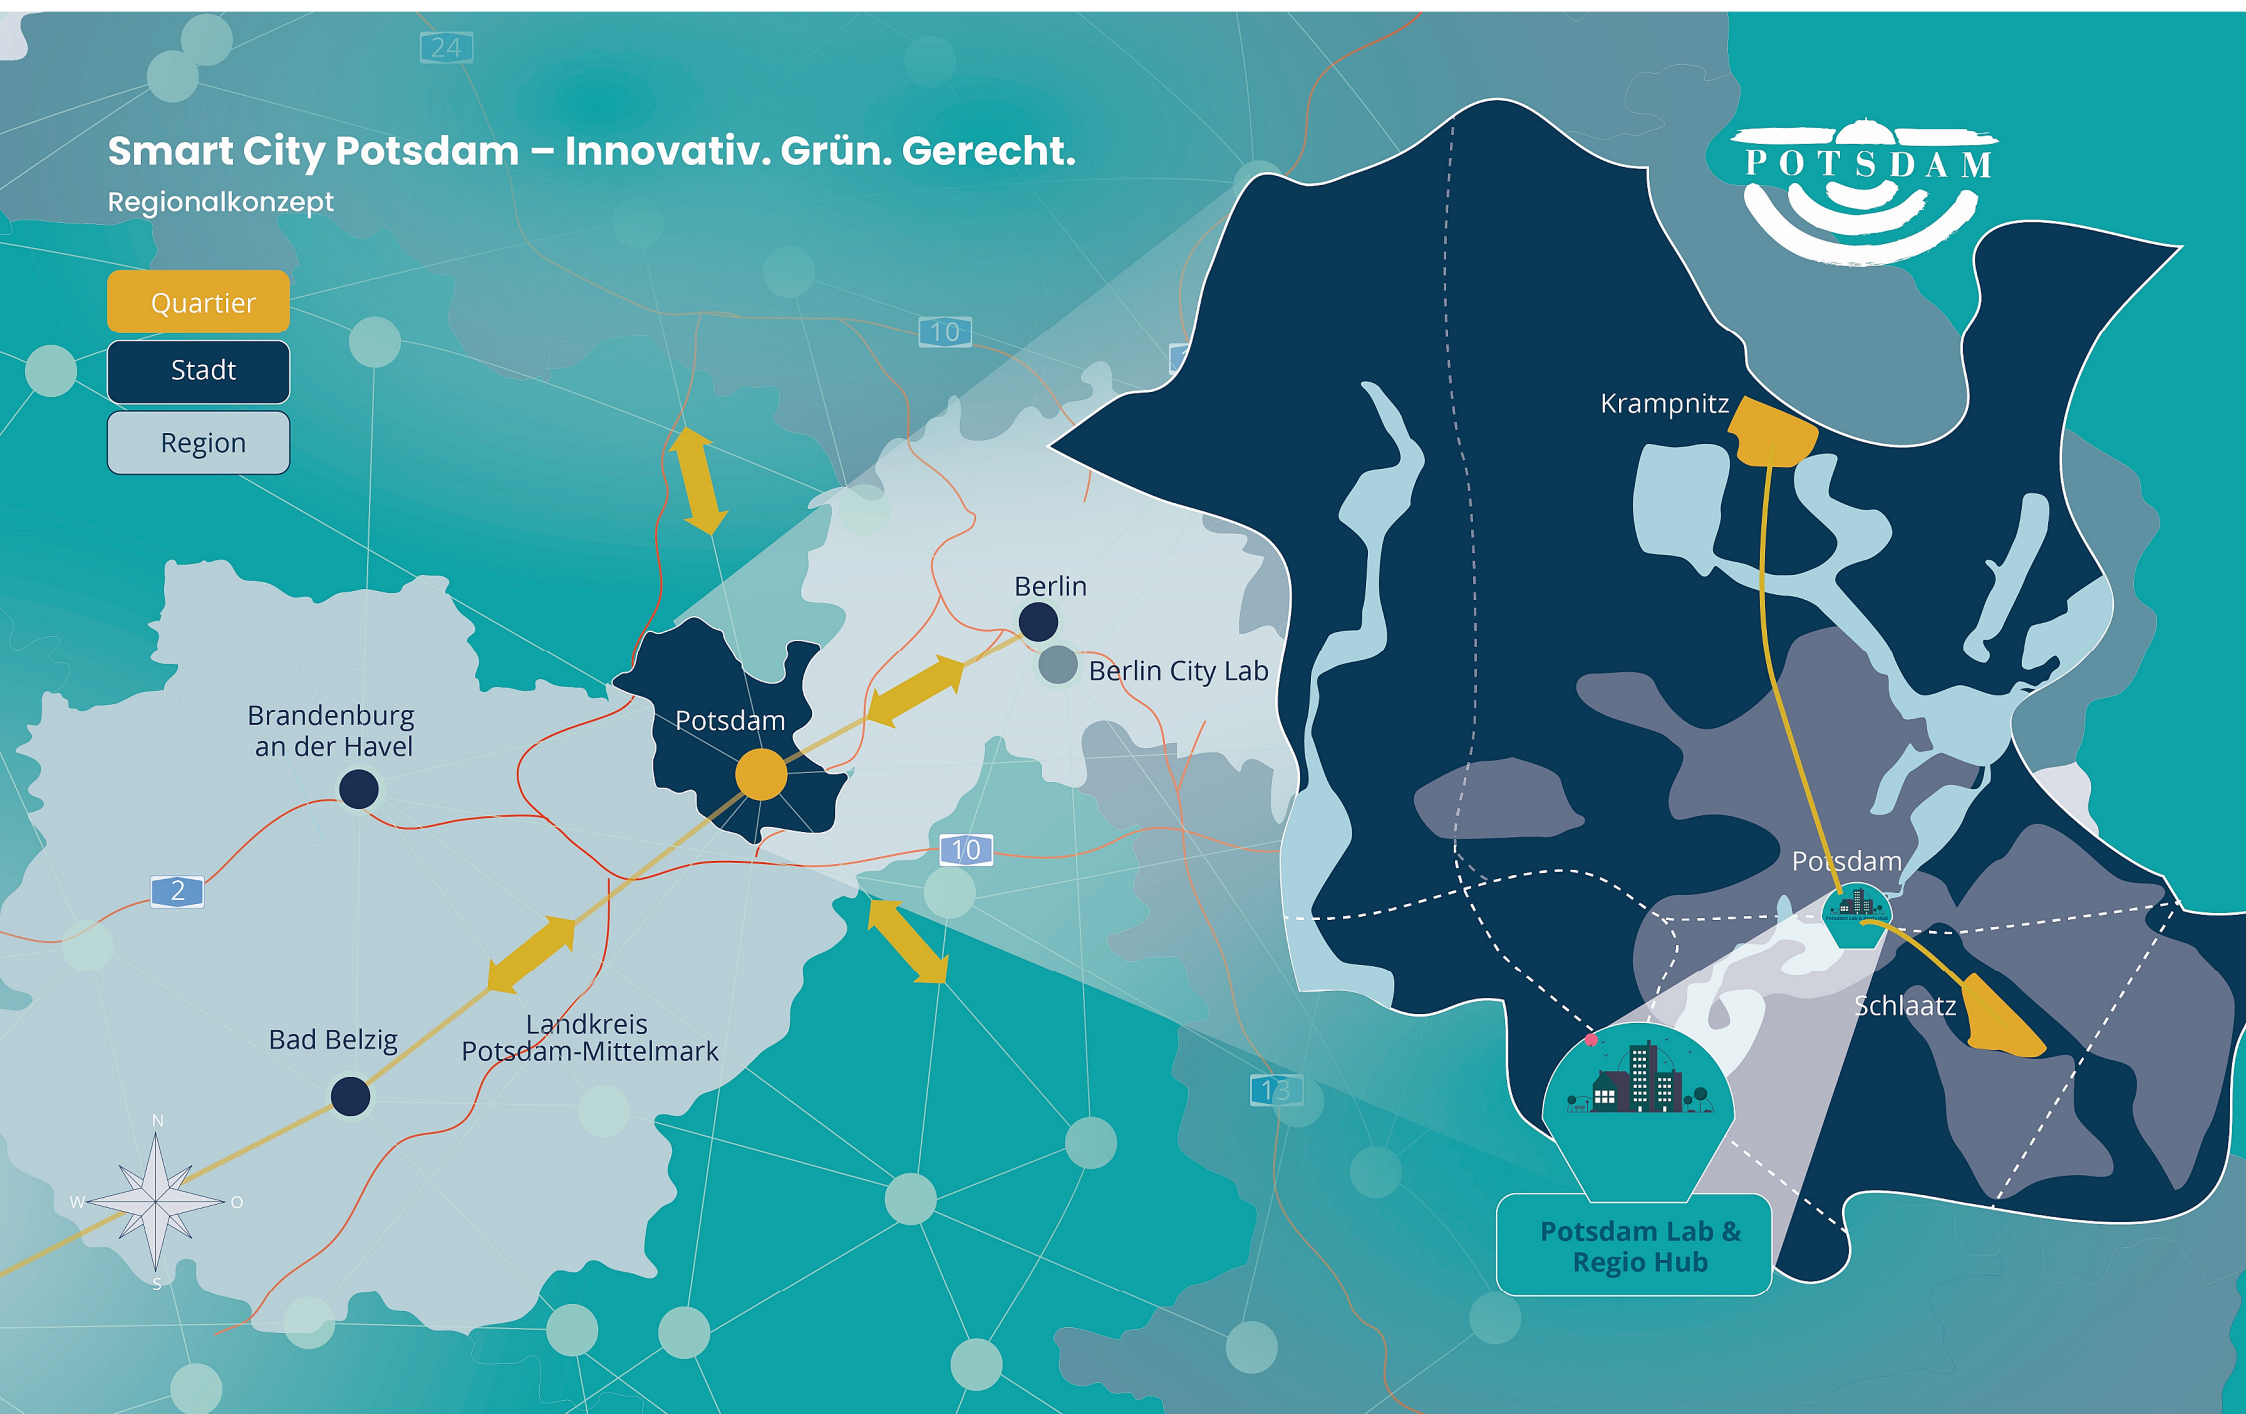 24
Smart City Potsdam – Innovativ. Grün. Gerecht.
Regionalkonzept
POTSDAM
Quartier
Stadt
Region
10
Krampnitz
Berlin
Berlin City Lab
Brandenburg
an der Havel
Potsdam
10
2
Potsdam
Bad Belzig
Landkreis
Potsdam-Mittelmark
Schlaatz
13
N
W
O
S
Potsdam Lab &
Regio Hub